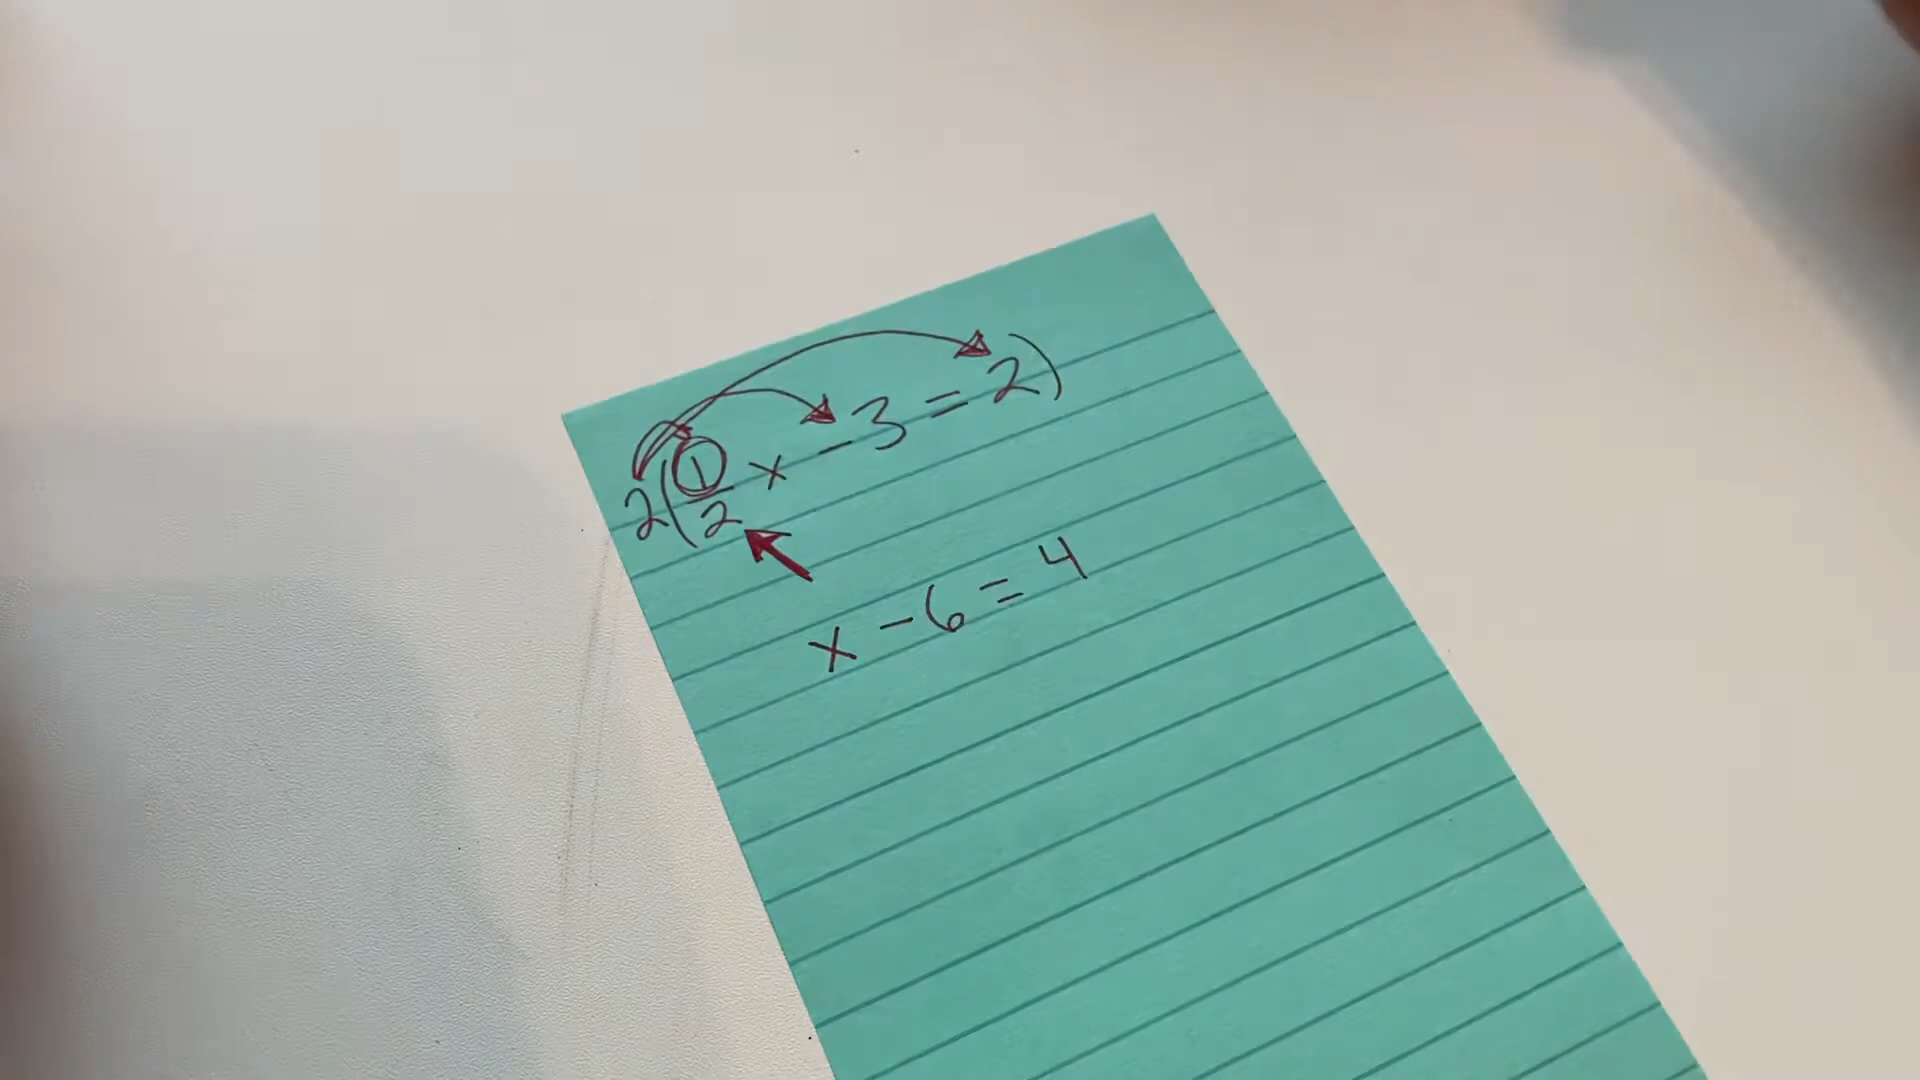 2(1/2 x - 3 = 2)
x - 6 = 4